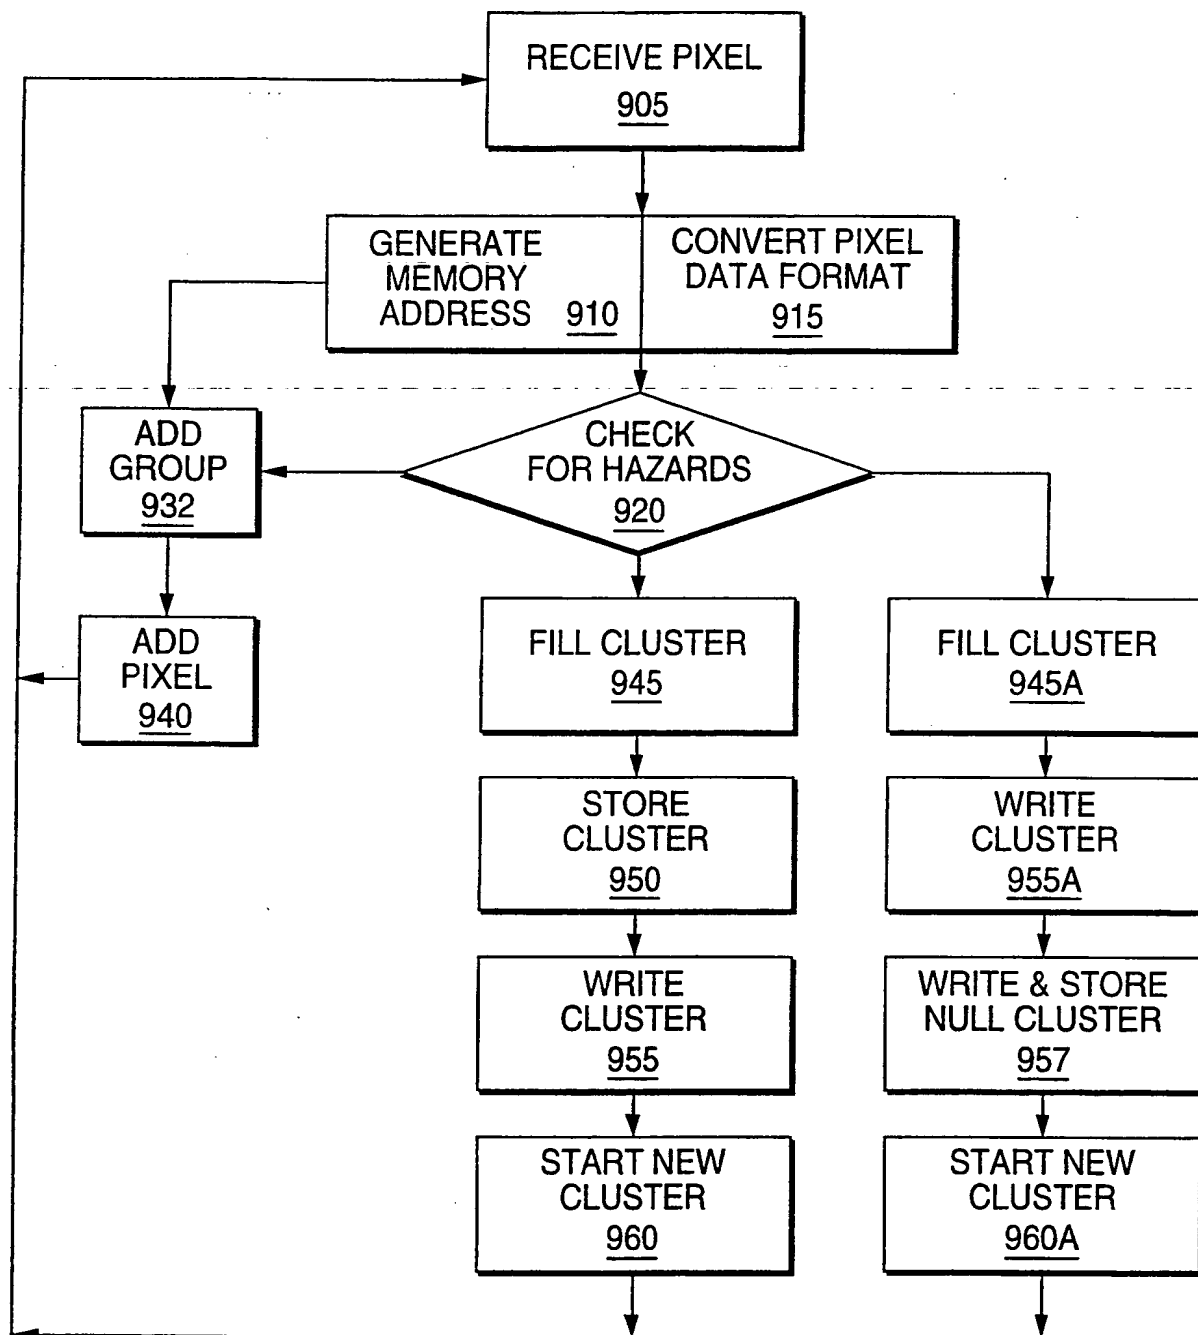 RECEIVE PIXEL
905
GENERATE
MEMORY
ADDRESS 910
CONVERT PIXEL
DATA FORMAT
915
ADD
GROUP
932
CHECK
FOR HAZARDS
920
ADD
PIXEL
940
FILL CLUSTER
945
FILL CLUSTER
945A
STORE
CLUSTER
950
WRITE
CLUSTER
955A
WRITE
CLUSTER
955
WRITE & STORE
NULL CLUSTER
957
START NEW
CLUSTER
960
START NEW
CLUSTER
960A